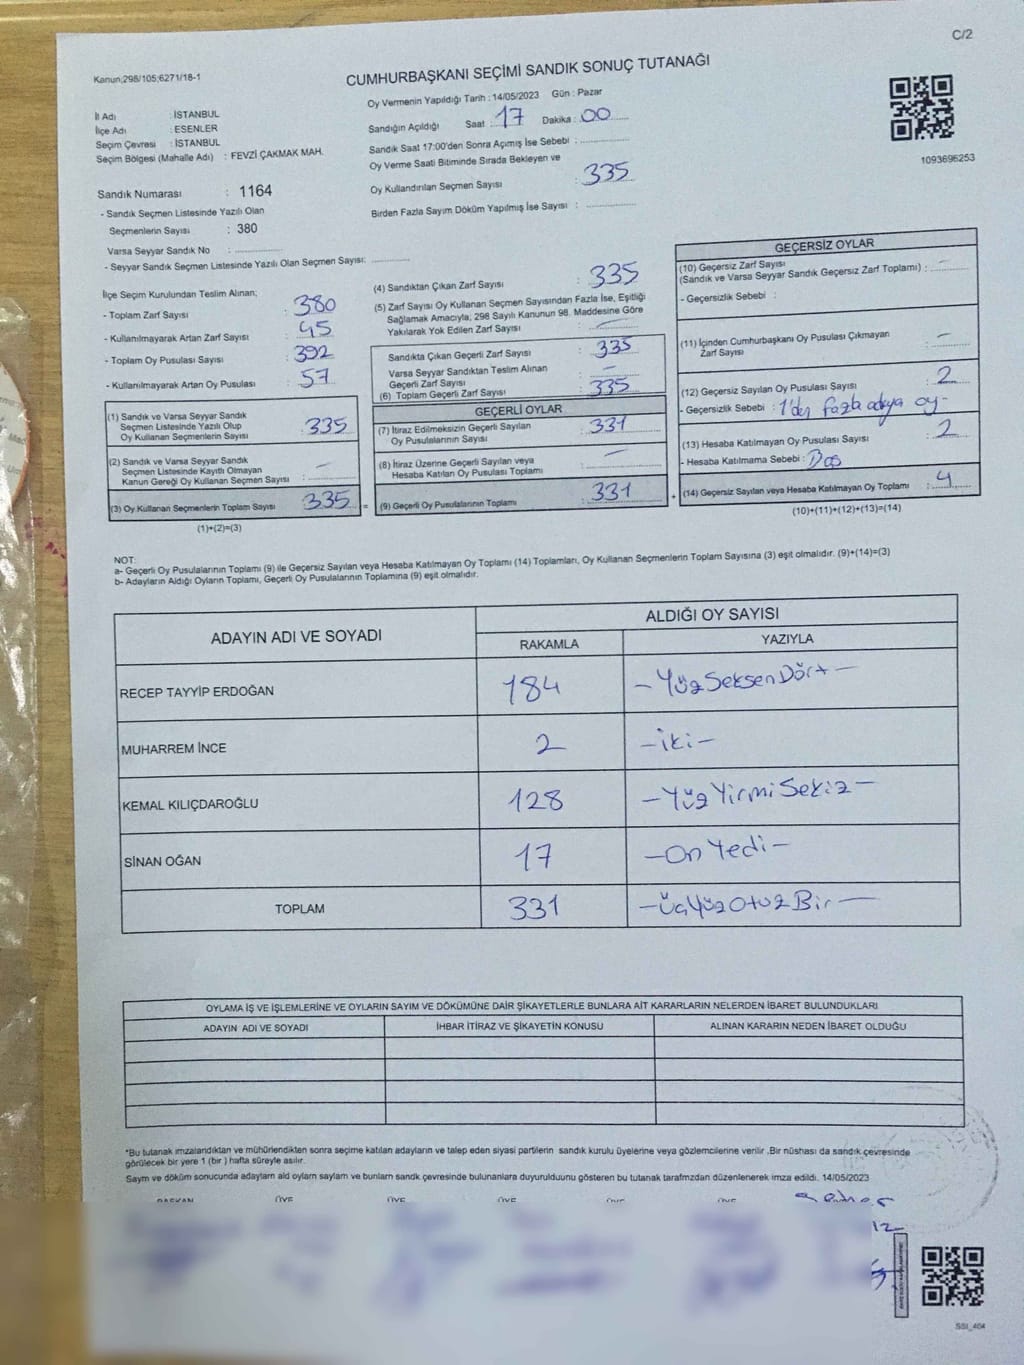 C/2
Kanun;298/105;6271/18-1
CUMHURBAŞKANI SEÇİMİ SANDIK SONUÇ TUTANAĞI
Oy Vermenin Yapıldığı Tarih : 14/05/2023 Gün : Pazar
İl Adı : İSTANBUL
İlçe Adı : ESENLER
Seçim Çevresi : İSTANBUL
Seçim Bölgesi (Mahalle Adı) : FEVZİ ÇAKMAK MAH.
Sandığın Açıldığı Saat : 17 Dakika : 00
Sandık Saat 17:00'den Sonra Açımış İse Sebebi :
Oy Verme Saati Bitiminde Sırada Bekleyen ve
Oy Kullandırılan Seçmen Sayısı : 335
Birden Fazla Sayım Döküm Yapılmış İse Sayısı :
1093696253
Sandık Numarası : 1164
- Sandık Seçmen Listesinde Yazılı Olan
Seçmenlerin Sayısı : 380
Varsa Seyyar Sandık No :
- Seyyar Sandık Seçmen Listesinde Yazılı Olan Seçmen Sayısı:
İlçe Seçim Kurulundan Teslim Alınan;
- Toplam Zarf Sayısı : 380
- Kullanılmayarak Artan Zarf Sayısı : 45
- Toplam Oy Pusulası Sayısı : 392
- Kullanılmayarak Artan Oy Pusulası : 57
(1) Sandık ve Varsa Seyyar Sandık
Seçmen Listesinde Yazılı Olup
Oy Kullanan Seçmenlerin Sayısı : 335
(2) Sandık ve Varsa Seyyar Sandık
Seçmen Listesinde Kayıtlı Olmayan
Kanun Gereği Oy Kullanan Seçmen Sayısı : –
(3) Oy Kullanan Seçmenlerin Toplam Sayısı : 335 =
(1)+(2)=(3)
(4) Sandıktan Çıkan Zarf Sayısı : 335
(5) Zarf Sayısı Oy Kullanan Seçmen Sayısından Fazla İse, Eşitliği
Sağlamak Amacıyla; 298 Sayılı Kanunun 98. Maddesine Göre
Yakılarak Yok Edilen Zarf Sayısı : –
Sandıkta Çıkan Geçerli Zarf Sayısı : 335
Varsa Seyyar Sandıktan Teslim Alınan
Geçerli Zarf Sayısı : –
(6) Toplam Geçerli Zarf Sayısı : 335
GEÇERLİ OYLAR
(7) İtiraz Edilmeksizin Geçerli Sayılan
Oy Pusulalarının Sayısı : 331
(8) İtiraz Üzerine Geçerli Sayılan veya
Hesaba Katılan Oy Pusulası Toplamı : –
(9) Geçerli Oy Pusulalarının Toplamı : 331 +
GEÇERSİZ OYLAR
(10) Geçersiz Zarf Sayısı
(Sandık ve Varsa Seyyar Sandık Geçersiz Zarf Toplamı) : –
- Geçersizlik Sebebi :
(11) İçinden Cumhurbaşkanı Oy Pusulası Çıkmayan
Zarf Sayısı : –
(12) Geçersiz Sayılan Oy Pusulası Sayısı : 2
- Geçersizlik Sebebi : 1'den fazla adaya oy-
(13) Hesaba Katılmayan Oy Pusulası Sayısı : 2
- Hesaba Katılmama Sebebi : Boş
(14) Geçersiz Sayılan veya Hesaba Katılmayan Oy Toplamı : 4
(10)+(11)+(12)+(13)=(14)
NOT:
a- Geçerli Oy Pusulalarının Toplamı (9) ile Geçersiz Sayılan veya Hesaba Katılmayan Oy Toplamı (14) Toplamları, Oy Kullanan Seçmenlerin Toplam Sayısına (3) eşit olmalıdır. (9)+(14)=(3)
b- Adayların Aldığı Oyların Toplamı, Geçerli Oy Pusulalarının Toplamına (9) eşit olmalıdır.
ADAYIN ADI VE SOYADI ALDIĞI OY SAYISI
RAKAMLA YAZIYLA
RECEP TAYYİP ERDOĞAN 184 - Yüz Seksen Dört -
MUHARREM İNCE 2 - iki -
KEMAL KILIÇDAROĞLU 128 - Yüz Yirmi Sekiz -
SİNAN OĞAN 17 - On Yedi -
TOPLAM 331 - Üç Yüz Otuz Bir -
OYLAMA İŞ VE İŞLEMLERİNE VE OYLARIN SAYIM VE DÖKÜMÜNE DAİR ŞİKAYETLERLE BUNLARA AİT KARARLARIN NELERDEN İBARET BULUNDUKLARI
ADAYIN ADI VE SOYADI İHBAR İTİRAZ VE ŞİKAYETİN KONUSU ALINAN KARARIN NEDEN İBARET OLDUĞU
*Bu tutanak imzalandıktan ve mühürlendikten sonra seçime katılan adayların ve talep eden siyasi partilerin sandık kurulu üyelerine veya gözlemcilerine verilir .Bir nüshası da sandık çevresinde
görülecek bir yere 1 (bir ) hafta süreyle asılır.
Sayım ve döküm sonucunda adayların aldı oyların sayları ve bunların sandık çevresinde bulunanlara duyurulduunu gösteren bu tutanak tarafmzdan düzenlenerek imza edildi. 14/05/2023
BAŞKAN ÜYE ÜYE ÜYE ÜYE ÜYE
SSI_404